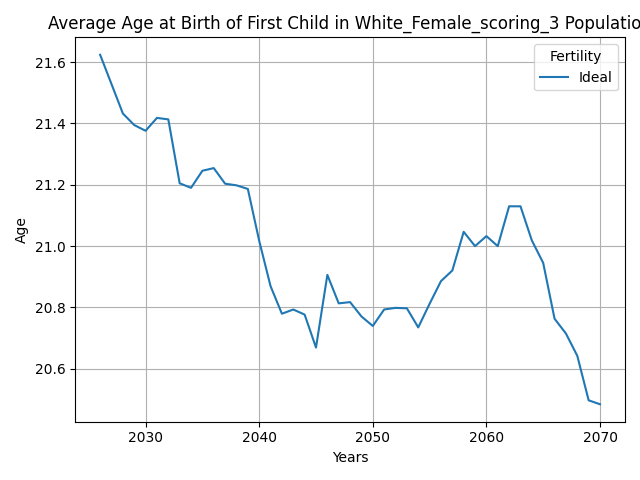 Average Age at Birth of First Child in White_Female_scoring_3 Populatio
Fertility
Ideal
21.6
21.4
21.2
21.0
20.8
20.6
Age
2030 2040 2050 2060 2070
Years